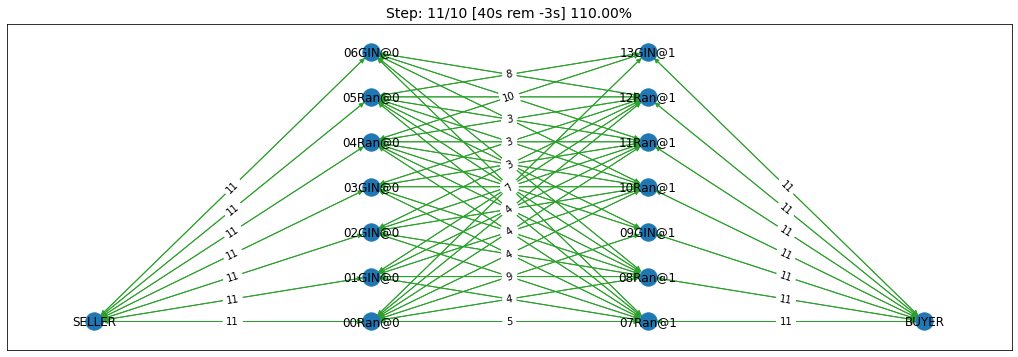 Step: 11/10 [40s rem -3s] 110.00%
06GIN@0 13GIN@1
8
05Ran@0 10 12Ran@1
3
04Ran@0 3 11Ran@1
3
11 03GIN@0 7 10Ran@1 11
11 4 11
11 02GIN@0 4 09GIN@1 11
11 4 11
11 01GIN@0 9 08Ran@1 11
11 4 11
SELLER 11 00Ran@0 5 07Ran@1 11 BUYER